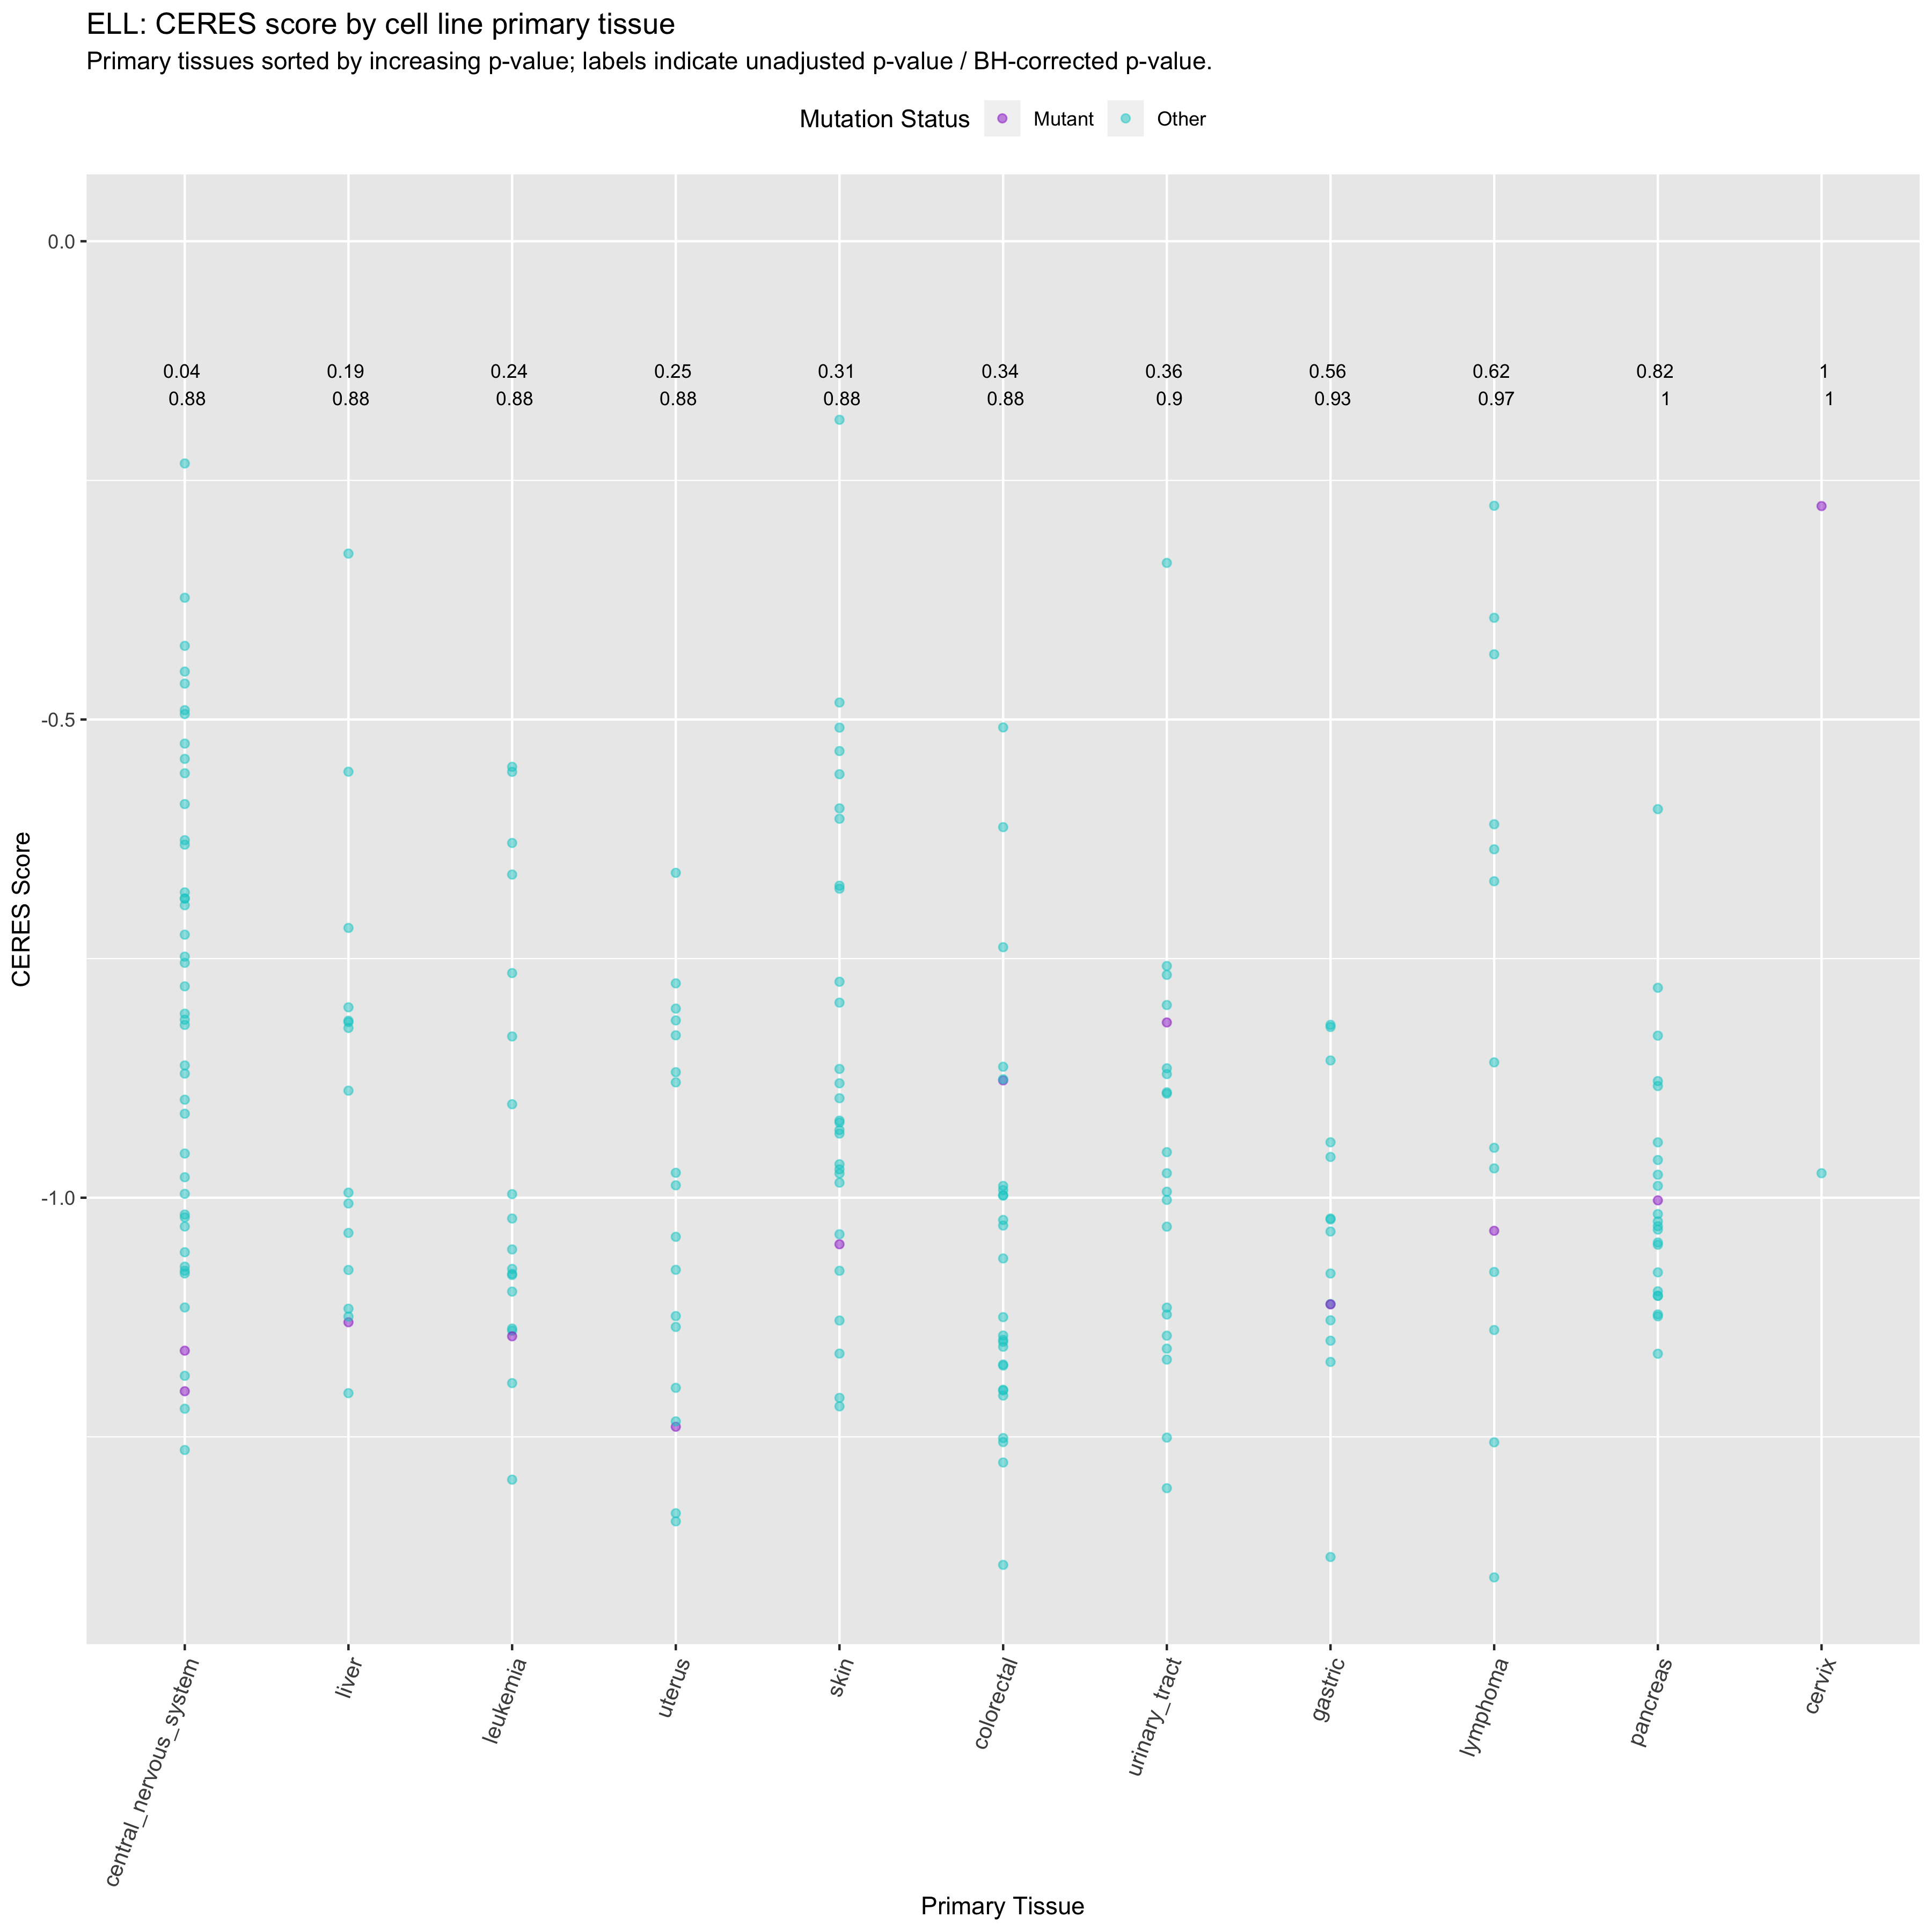 ELL: CERES score by cell line primary tissue
Primary tissues sorted by increasing p-value; labels indicate unadjusted p-value / BH-corrected p-value.
Mutation Status Mutant Other
0.0
0.04 0.19 0.24 0.25 0.31 0.34 0.36 0.56 0.62 0.82 1
0.88 0.88 0.88 0.88 0.88 0.88 0.9 0.93 0.97 1 1
-0.5
CERES Score
-1.0
central_nervous_system
liver
leukemia
uterus
skin
colorectal
urinary_tract
gastric
lymphoma
pancreas
cervix
Primary Tissue